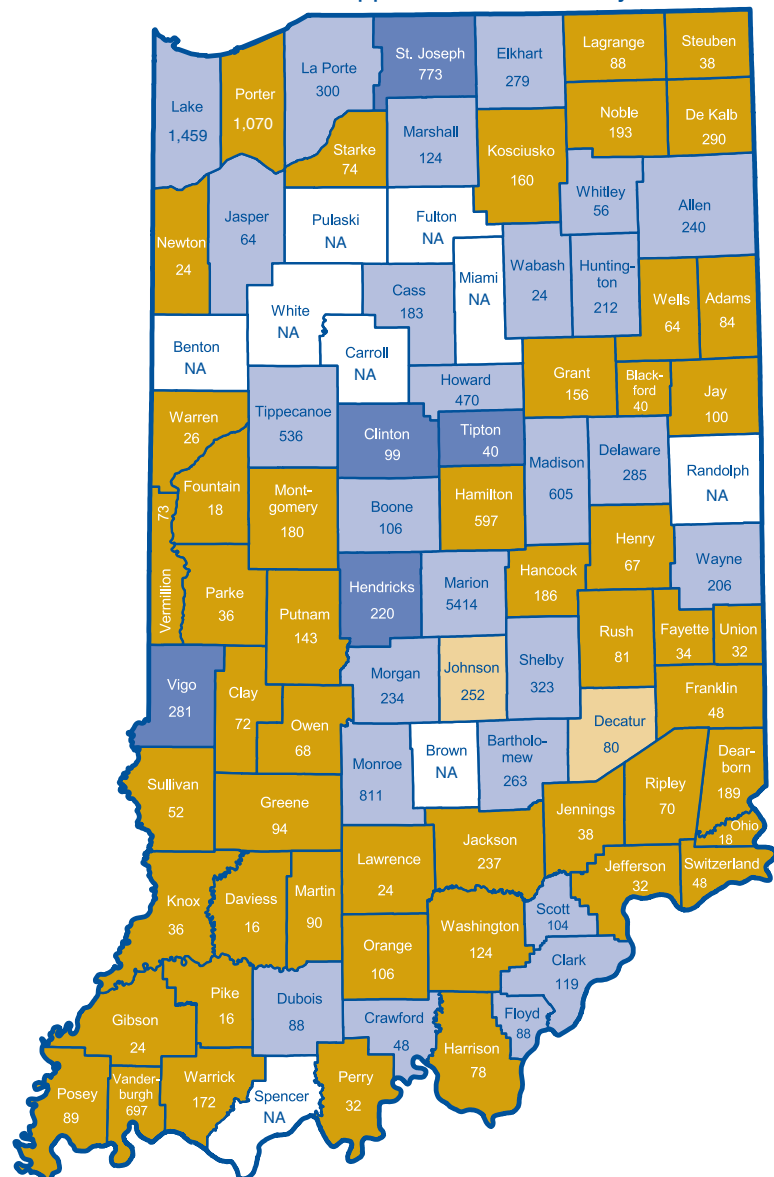 St. Joseph
773
Elkhart
279
Lagrange
88
Steuben
38
La Porte
300
Lake
1,459
Porter
1,070
Noble
193
De Kalb
290
Marshall
124
Starke
74
Kosciusko
160
Whitley
56
Allen
240
Jasper
64
Pulaski
NA
Fulton
NA
Newton
24
Miami
NA
Wabash
24
Hunting-
ton
212
Wells
64
Adams
84
Cass
183
White
NA
Benton
NA
Carroll
NA
Grant
156
Black-
ford
40
Jay
100
Howard
470
Warren
26
Tippecanoe
536
Clinton
99
Tipton
40
Madison
605
Delaware
285
Randolph
NA
Fountain
18
Mont-
gomery
180
Boone
106
Hamilton
597
Vermillion 73
Henry
67
Wayne
206
Parke
36
Putnam
143
Hendricks
220
Marion
5414
Hancock
186
Rush
81
Fayette
34
Union
32
Vigo
281
Clay
72
Morgan
234
Johnson
252
Shelby
323
Franklin
48
Owen
68
Decatur
80
Monroe
811
Brown
NA
Bartholo-
mew
263
Dear-
born
189
Sullivan
52
Greene
94
Ripley
70
Jennings
38
Ohio
18
Lawrence
24
Jackson
237
Jefferson
32
Switzerland
48
Knox
36
Daviess
16
Martin
90
Scott
104
Orange
106
Washington
124
Clark
119
Pike
16
Dubois
88
Gibson
24
Crawford
48
Floyd
88
Harrison
78
Posey
89
Vander-
burgh
697
Warrick
172
Spencer
NA
Perry
32